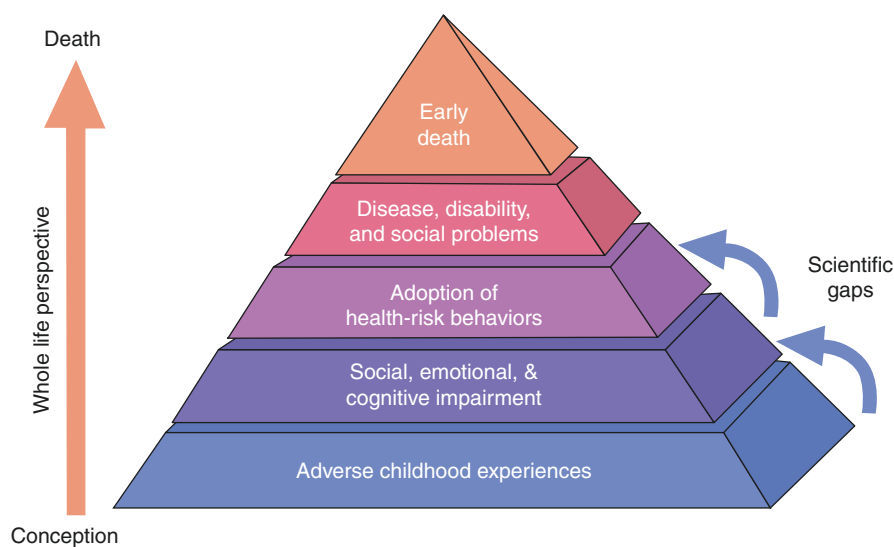 Death
Early
death
Disease, disability,
and social problems
Adoption of
health-risk behaviors
Social, emotional, &
cognitive impairment
Adverse childhood experiences
Whole life perspective
Conception
Scientific
gaps